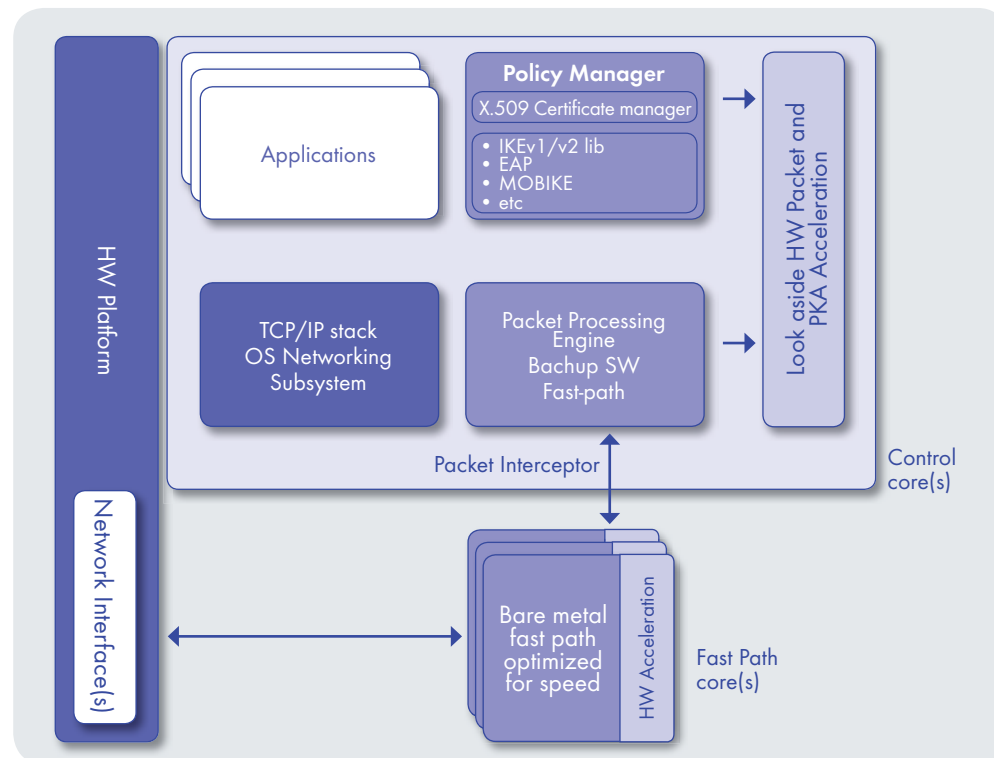 HW Platform
Network Interface(s)
Applications
Policy Manager
X.509 Certificate manager
• IKEv1/v2 lib
• EAP
• MOBIKE
• etc
Look aside HW Packet and
PKA Acceleration
TCP/IP stack
OS Networking
Subsystem
Packet Processing
Engine
Bachup SW
Fast-path
Packet Interceptor
Control
core(s)
Bare metal
fast path
optimized
for speed
HW Acceleration
Fast Path
core(s)